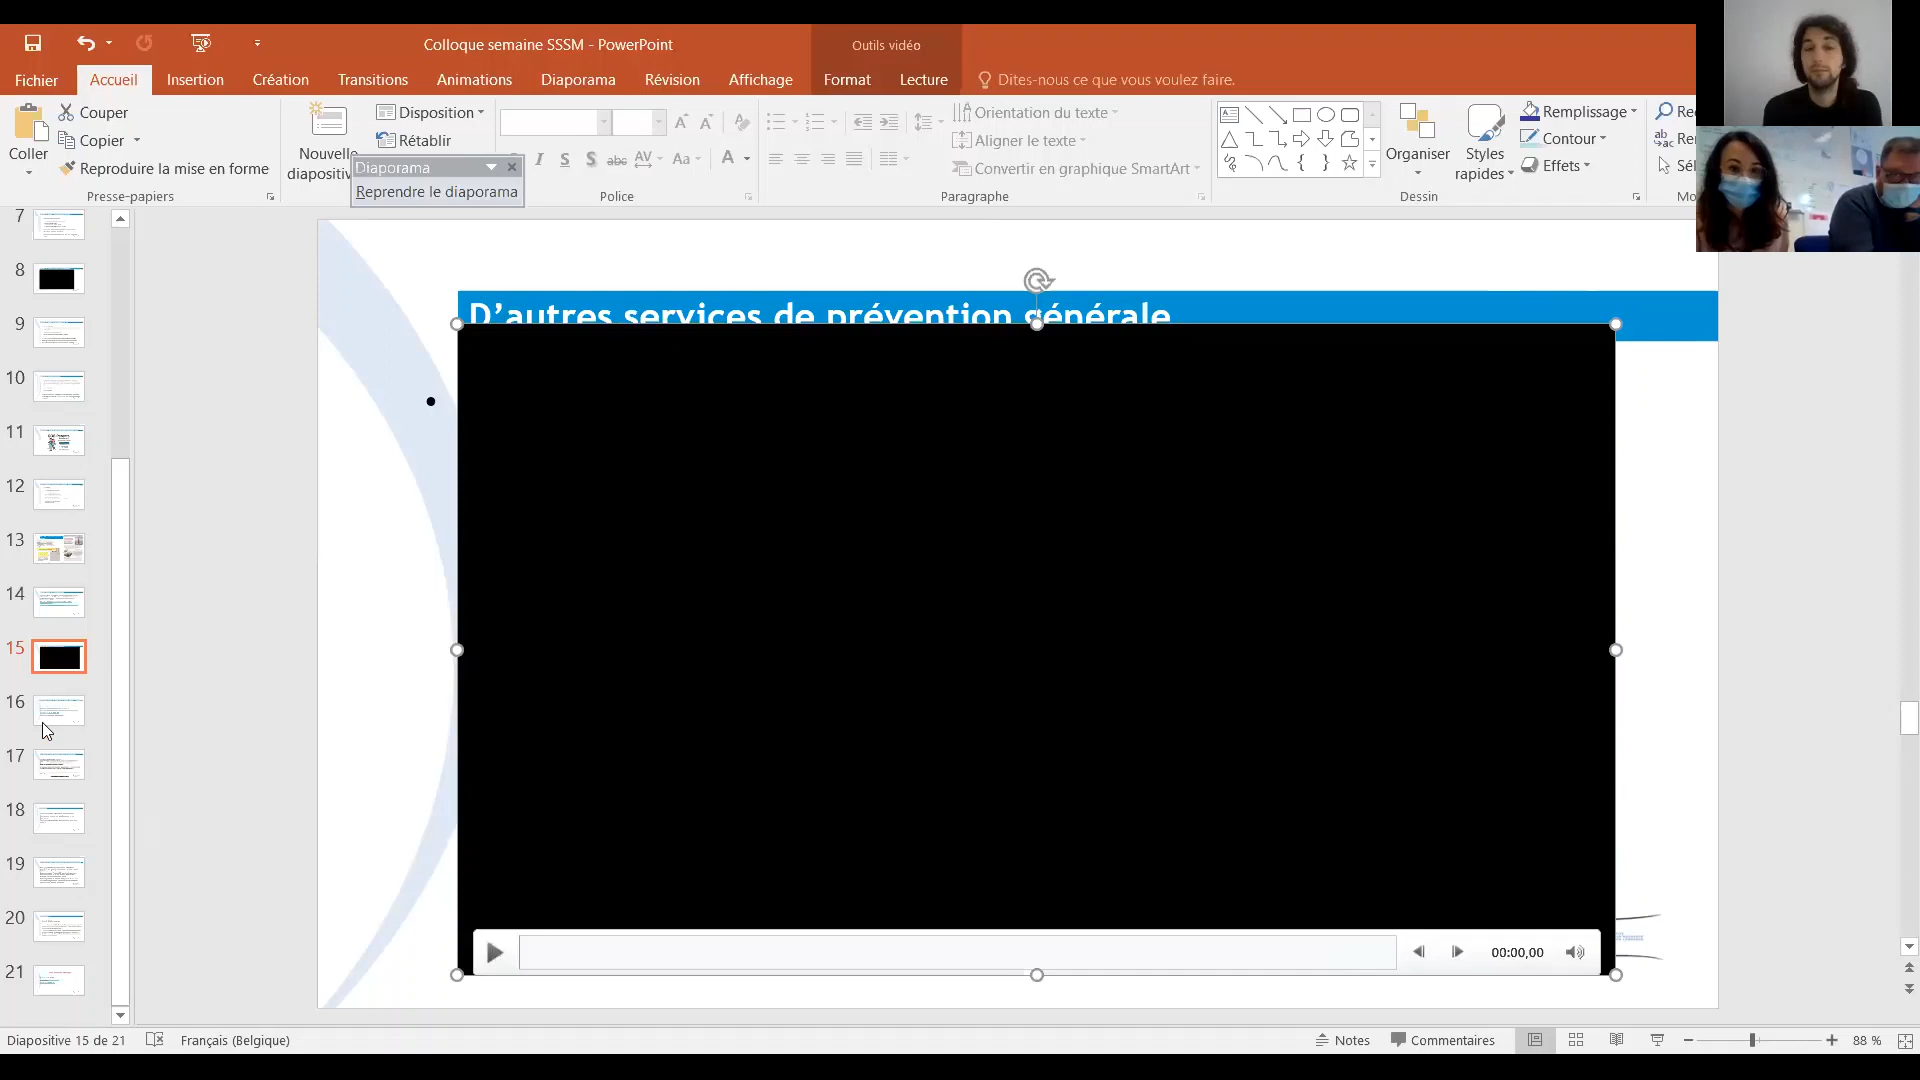 Colloque semaine SSSM - PowerPoint
Outils vidéo
Fichier
Accueil
Insertion
Création
Transitions
Animations
Diaporama
Révision
Affichage
Format
Lecture
Dites-nous ce que vous voulez faire.
Coller
Couper
Copier
Reproduire la mise en forme
Presse-papiers
Nouvelle
Disposition
Rétablir
Diaporama
Reprendre le diaporama
I S S abc AV Aa A
Police
Orientation du texte
Aligner le texte
Convertir en graphique SmartArt
Paragraphe
Organiser
Styles
rapides
Remplissage
Contour
Effets
Dessin
7
8
9
10
11
12
13
14
15
16
17
18
19
20
21
D’autres services de prévention générale
00:00,00
Diapositive 15 de 21
Français (Belgique)
Notes
Commentaires
88 %